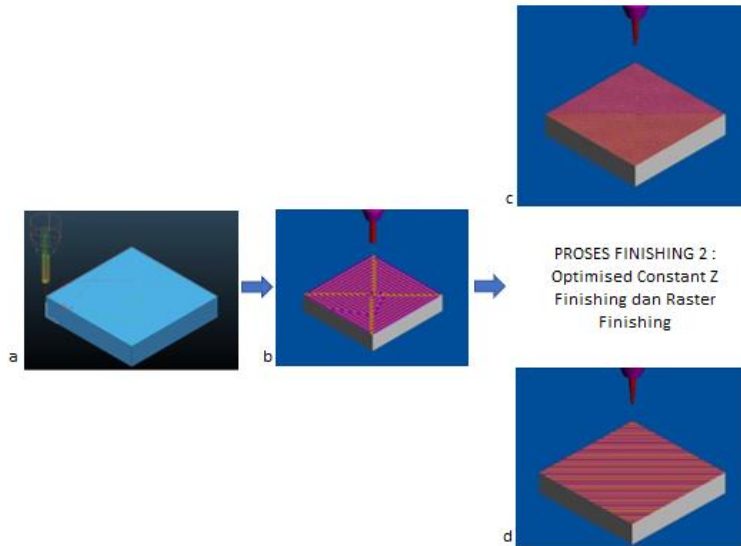 c
PROSES FINISHING 2 :
Optimised Constant Z
Finishing dan Raster
Finishing
a
b
d